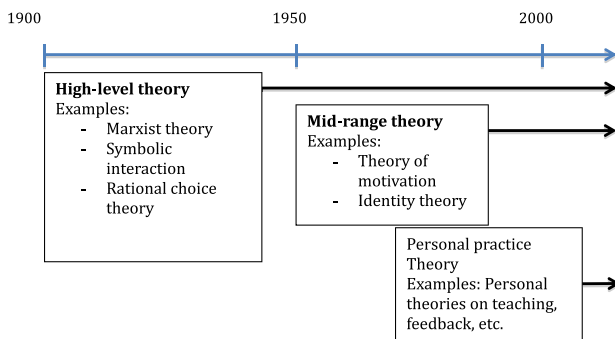 1900 1950 2000
High-level theory
Examples:
- Marxist theory
- Symbolic
interaction
- Rational choice
theory
Mid-range theory
Examples:
- Theory of
motivation
- Identity theory
Personal practice
Theory
Examples: Personal
theories on teaching,
feedback, etc.